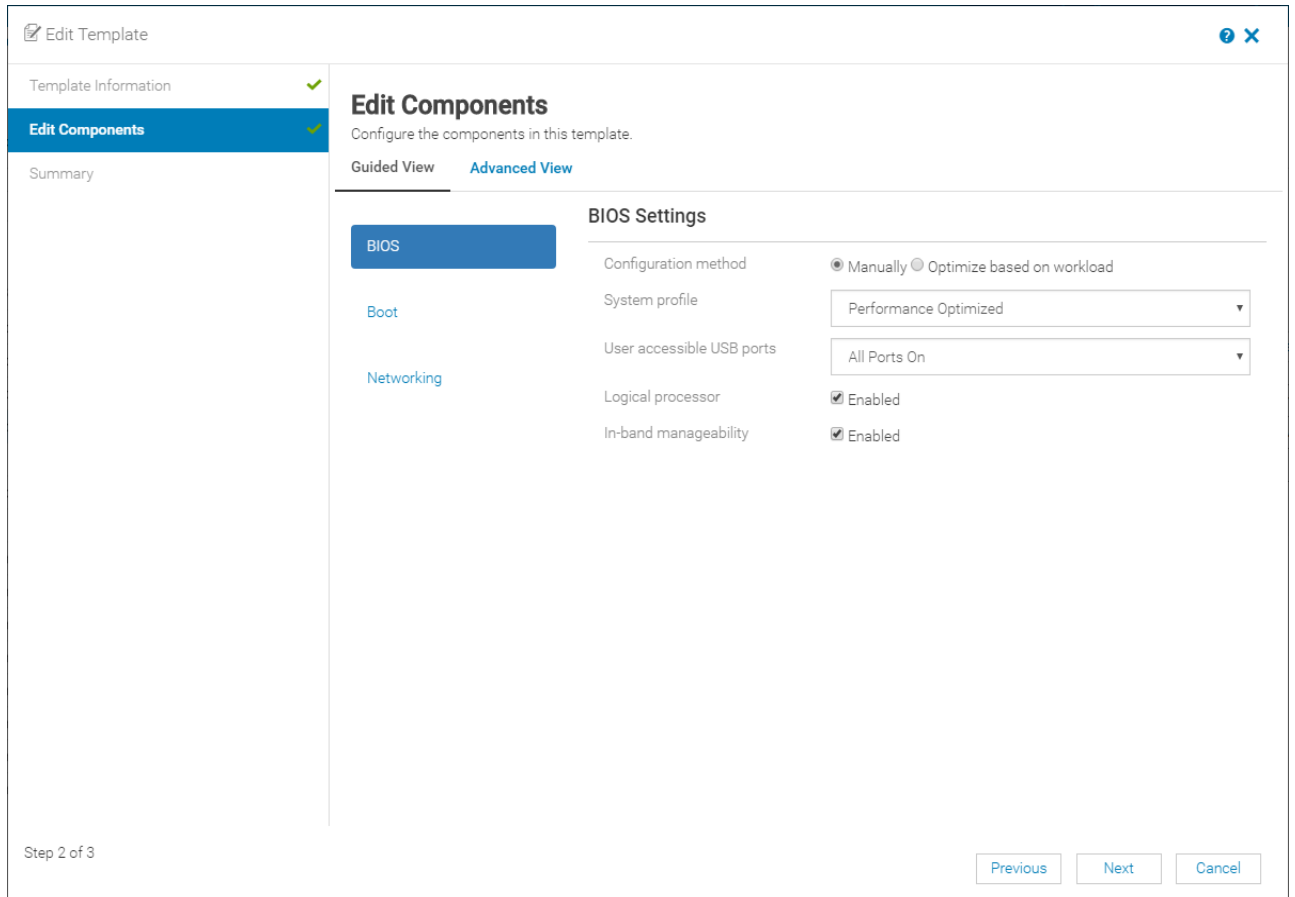 Edit Template
Template Information
Edit Components
Summary
Edit Components
Configure the components in this template.
Guided View Advanced View
BIOS
Boot
Networking
BIOS Settings
Configuration method Manually Optimize based on workload
System profile Performance Optimized
User accessible USB ports All Ports On
Logical processor Enabled
In-band manageability Enabled
Step 2 of 3
Previous Next Cancel